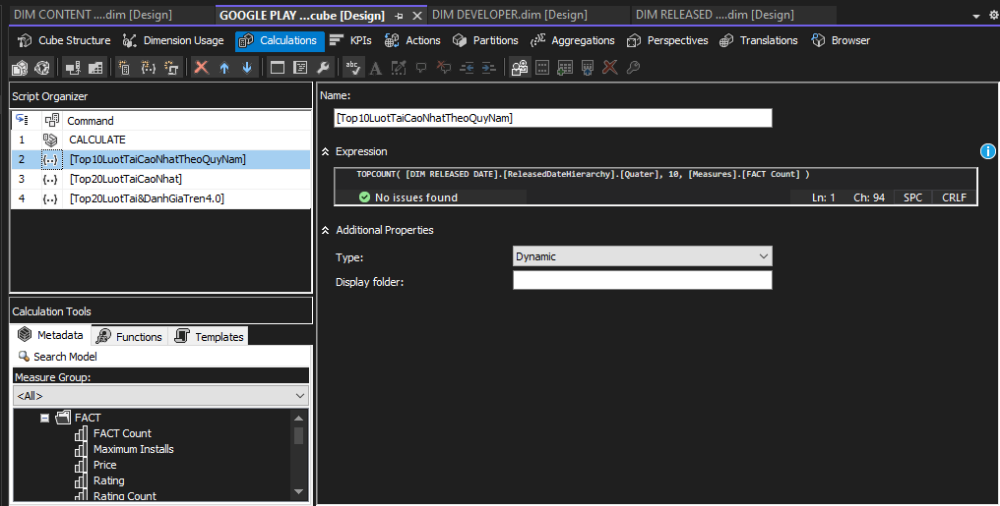 DIM CONTENT ....dim [Design] GOOGLE PLAY ...cube [Design] DIM DEVELOPER.dim [Design] DIM RELEASED ....dim [Design]
Cube Structure Dimension Usage Calculations KPIs Actions Partitions Aggregations Perspectives Translations Browser
Script Organizer
Command
1 CALCULATE
2 [Top10LuotTaiCaoNhatTheoQuyNam]
3 [Top20LuotTaiCaoNhat]
4 [Top20LuotTai&DanhGiaTren4.0]
Calculation Tools
Metadata Functions Templates
Search Model
Measure Group:
<All>
FACT
FACT Count
Maximum Installs
Price
Rating
Rating Count
Name:
[Top10LuotTaiCaoNhatTheoQuyNam]
Expression
TOPCOUNT( [DIM RELEASED DATE].[ReleasedDateHierarchy].[Quater], 10, [Measures].[FACT Count] )
No issues found Ln: 1 Ch: 94 SPC CRLF
Additional Properties
Type: Dynamic
Display folder: